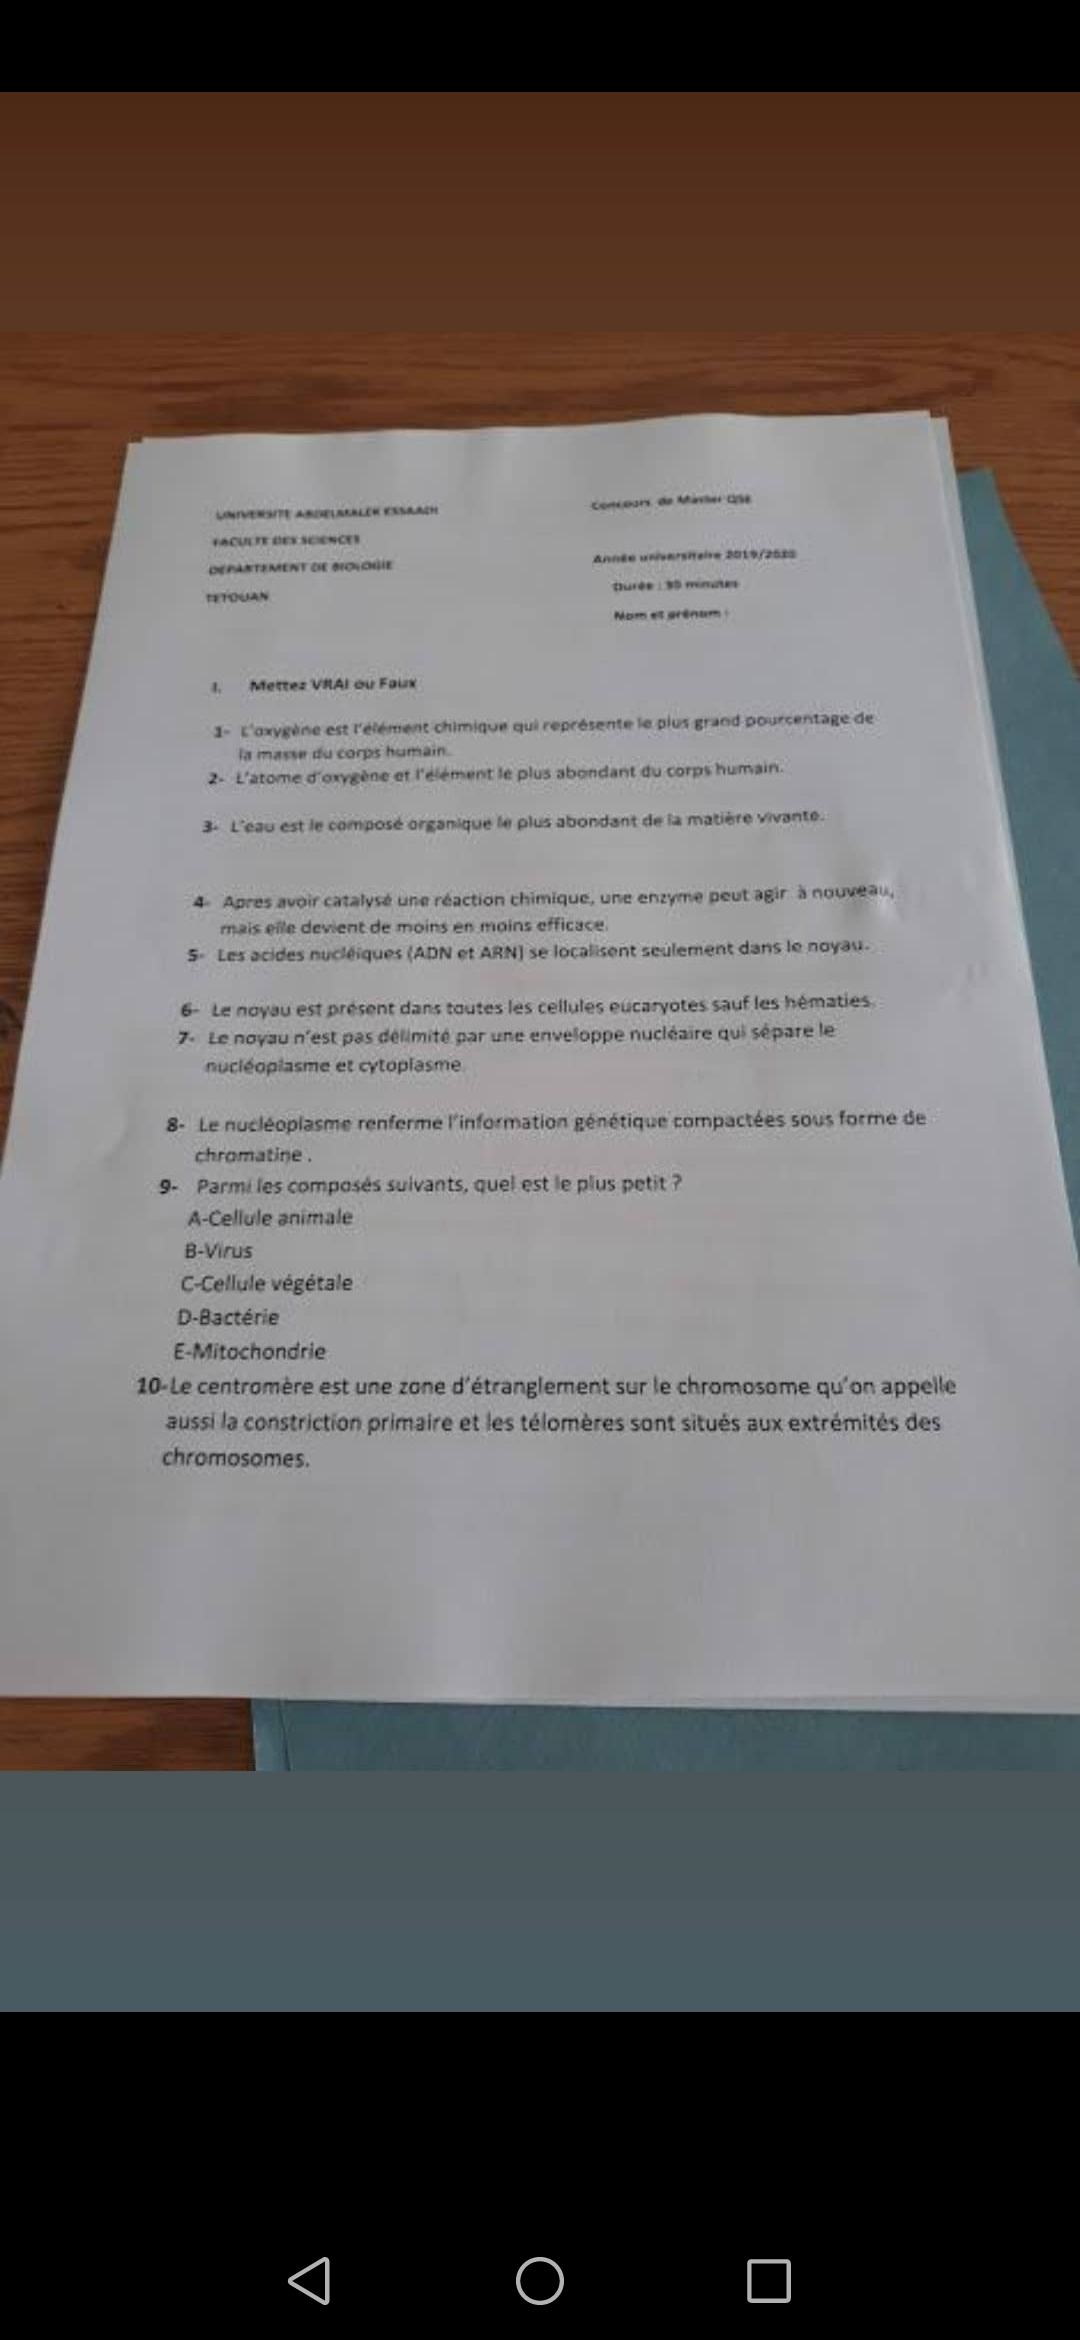 UNIVERSITE ABDELMALEK ESSAADI
Concours de Master QSE
FACULTE DES SCIENCES
DEPARTEMENT DE BIOLOGIE
Année universitaire 2019/2020
TETOUAN
Durée : 30 minutes
Nom et prénom :
I. Mettez VRAI ou Faux
1- L'oxygène est l'élément chimique qui représente le plus grand pourcentage de
la masse du corps humain.
2- L'atome d'oxygène et l'élément le plus abondant du corps humain.
3- L'eau est le composé organique le plus abondant de la matière vivante.
4- Apres avoir catalysé une réaction chimique, une enzyme peut agir à nouveau,
mais elle devient de moins en moins efficace.
5- Les acides nucléiques (ADN et ARN) se localisent seulement dans le noyau.
6- Le noyau est présent dans toutes les cellules eucaryotes sauf les hématies.
7- Le noyau n'est pas délimité par une enveloppe nucléaire qui sépare le
nucléoplasme et cytoplasme.
8- Le nucléoplasme renferme l'information génétique compactées sous forme de
chromatine .
9- Parmi les composés suivants, quel est le plus petit ?
A-Cellule animale
B-Virus
C-Cellule végétale
D-Bactérie
E-Mitochondrie
10-Le centromère est une zone d'étranglement sur le chromosome qu'on appelle
aussi la constriction primaire et les télomères sont situés aux extrémités des
chromosomes.